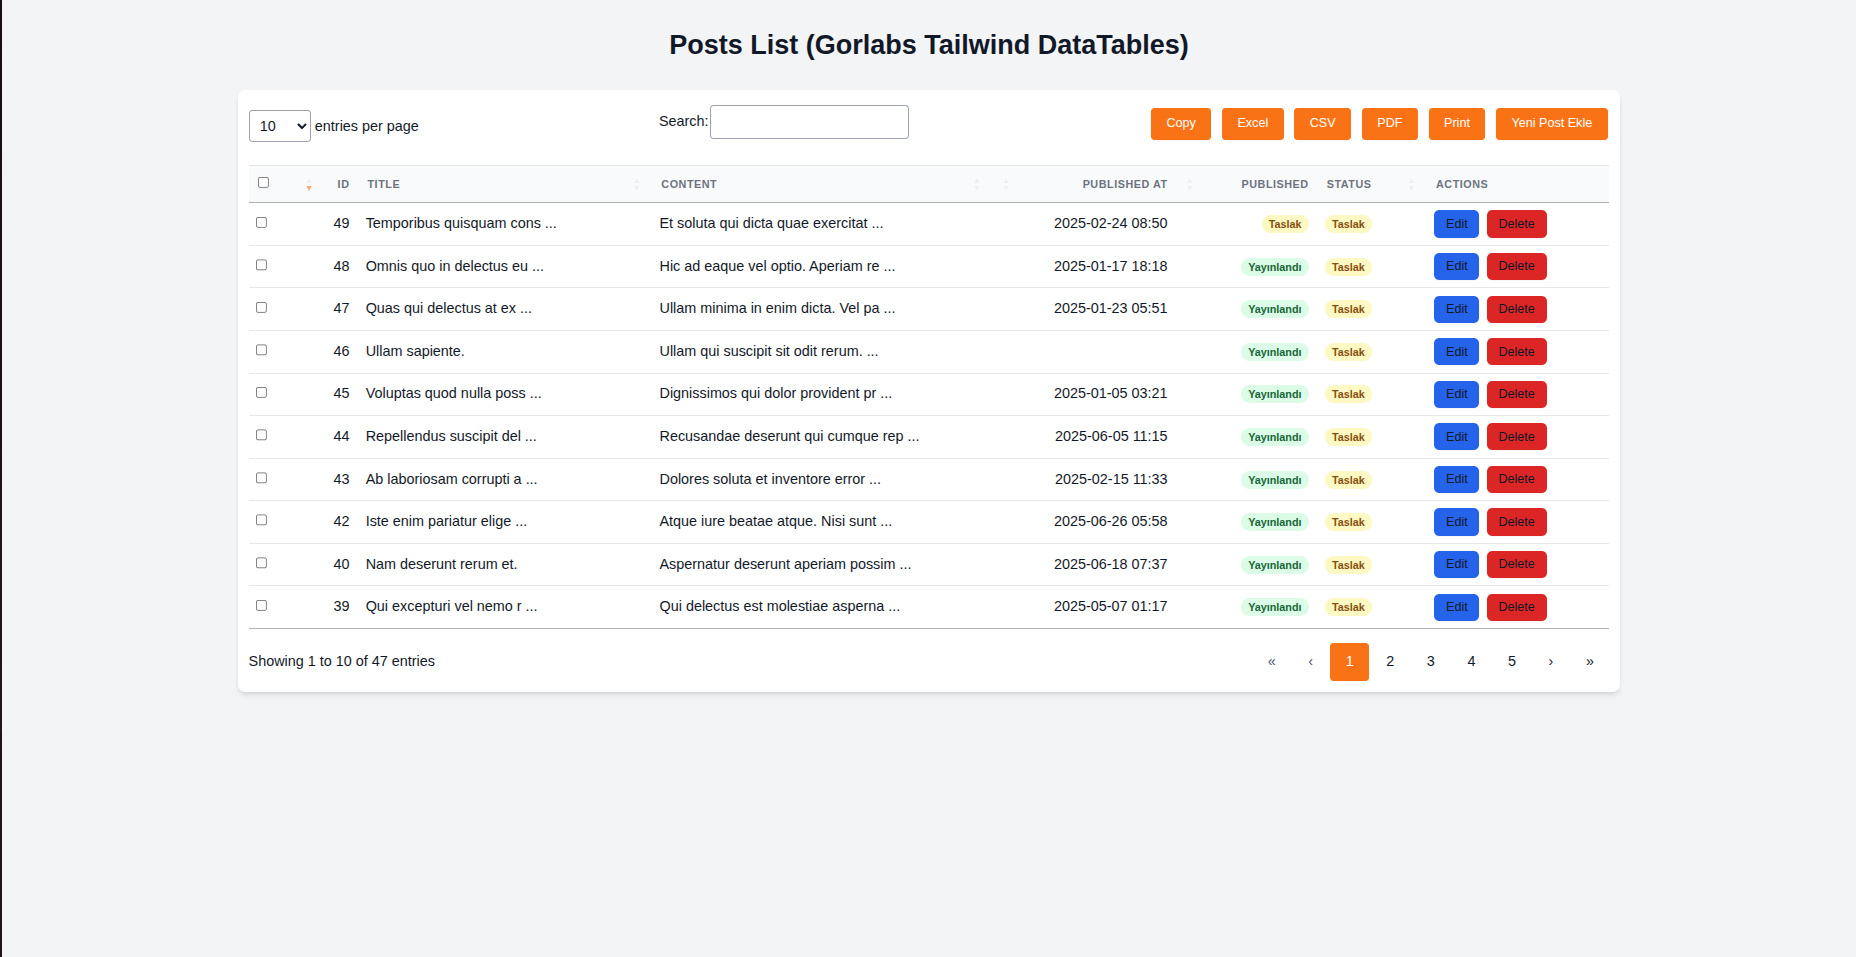 Posts List (Gorlabs Tailwind DataTables)
10 entries per page Search: Copy Excel CSV PDF Print Yeni Post Ekle
ID TITLE CONTENT PUBLISHED AT PUBLISHED STATUS ACTIONS
49 Temporibus quisquam cons ... Et soluta qui dicta quae exercitat ... 2025-02-24 08:50 Taslak Taslak Edit Delete
48 Omnis quo in delectus eu ... Hic ad eaque vel optio. Aperiam re ... 2025-01-17 18:18 Yayınlandı Taslak Edit Delete
47 Quas qui delectus at ex ... Ullam minima in enim dicta. Vel pa ... 2025-01-23 05:51 Yayınlandı Taslak Edit Delete
46 Ullam sapiente. Ullam qui suscipit sit odit rerum. ... Yayınlandı Taslak Edit Delete
45 Voluptas quod nulla poss ... Dignissimos qui dolor provident pr ... 2025-01-05 03:21 Yayınlandı Taslak Edit Delete
44 Repellendus suscipit del ... Recusandae deserunt qui cumque rep ... 2025-06-05 11:15 Yayınlandı Taslak Edit Delete
43 Ab laboriosam corrupti a ... Dolores soluta et inventore error ... 2025-02-15 11:33 Yayınlandı Taslak Edit Delete
42 Iste enim pariatur elige ... Atque iure beatae atque. Nisi sunt ... 2025-06-26 05:58 Yayınlandı Taslak Edit Delete
40 Nam deserunt rerum et. Aspernatur deserunt aperiam possim ... 2025-06-18 07:37 Yayınlandı Taslak Edit Delete
39 Qui excepturi vel nemo r ... Qui delectus est molestiae asperna ... 2025-05-07 01:17 Yayınlandı Taslak Edit Delete
Showing 1 to 10 of 47 entries « ‹ 1 2 3 4 5 › »